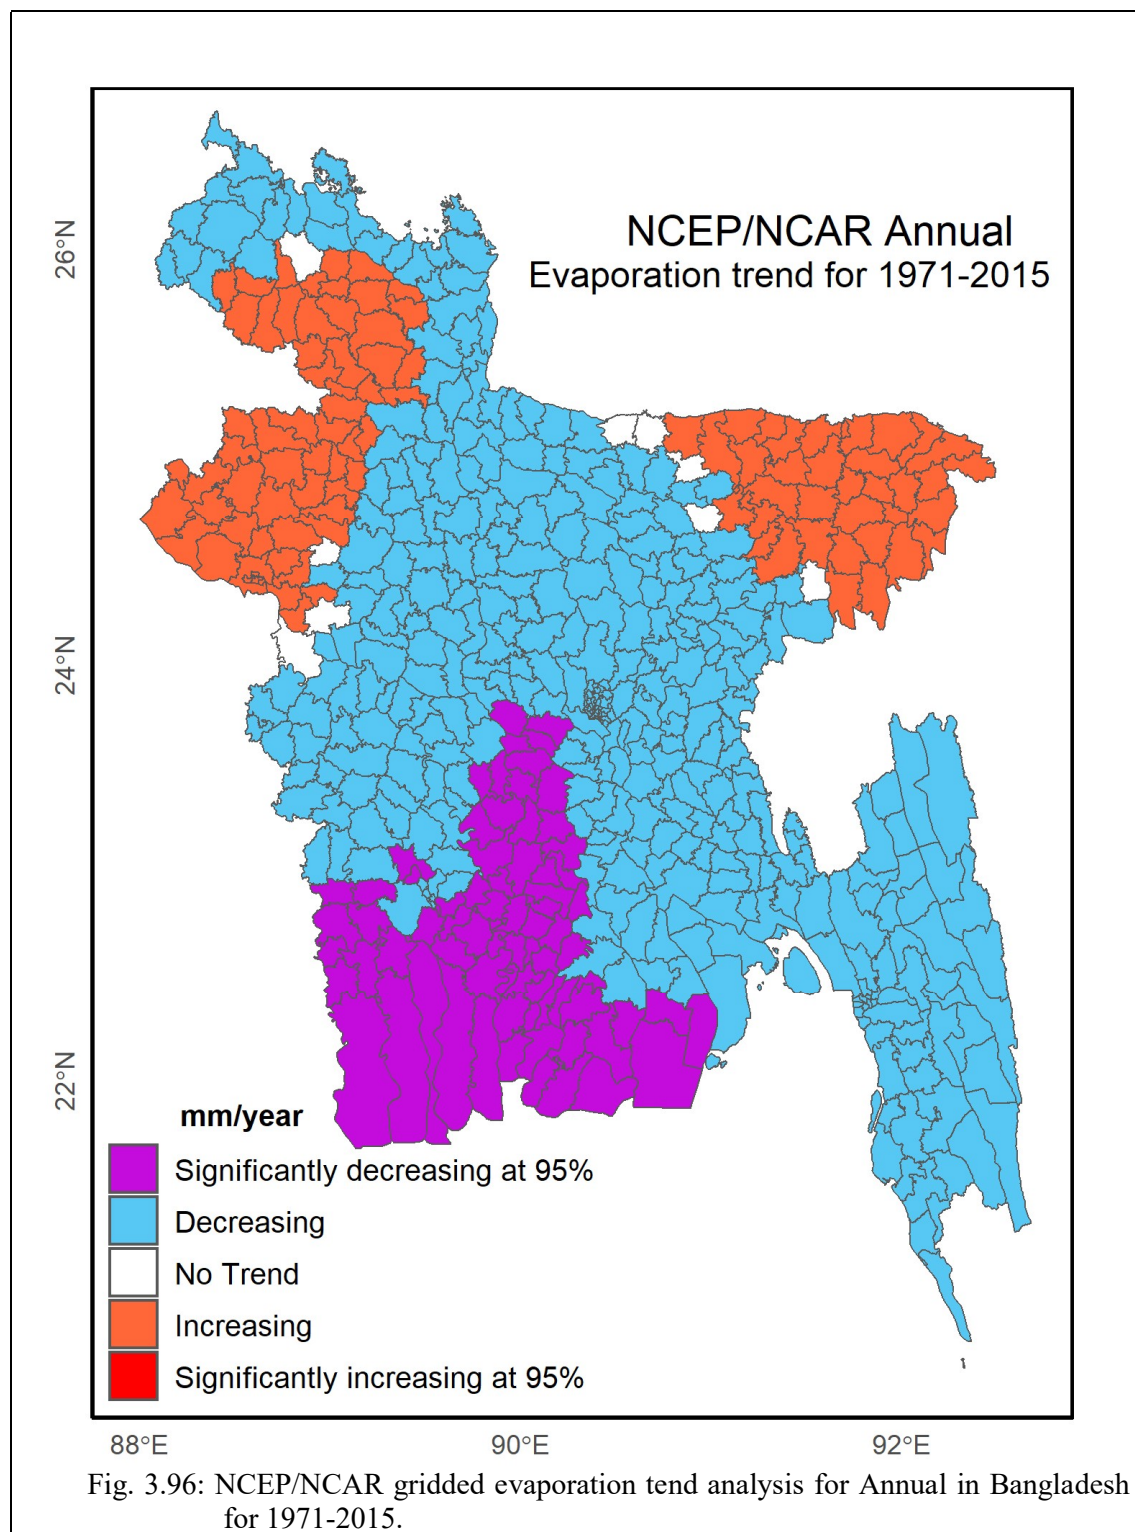 NCEP/NCAR Annual
Evaporation trend for 1971-2015
26°N
24°N
22°N
mm/year
Significantly decreasing at 95%
Decreasing
No Trend
Increasing
Significantly increasing at 95%
88°E 90°E 92°E
Fig. 3.96: NCEP/NCAR gridded evaporation tend analysis for Annual in Bangladesh
for 1971-2015.